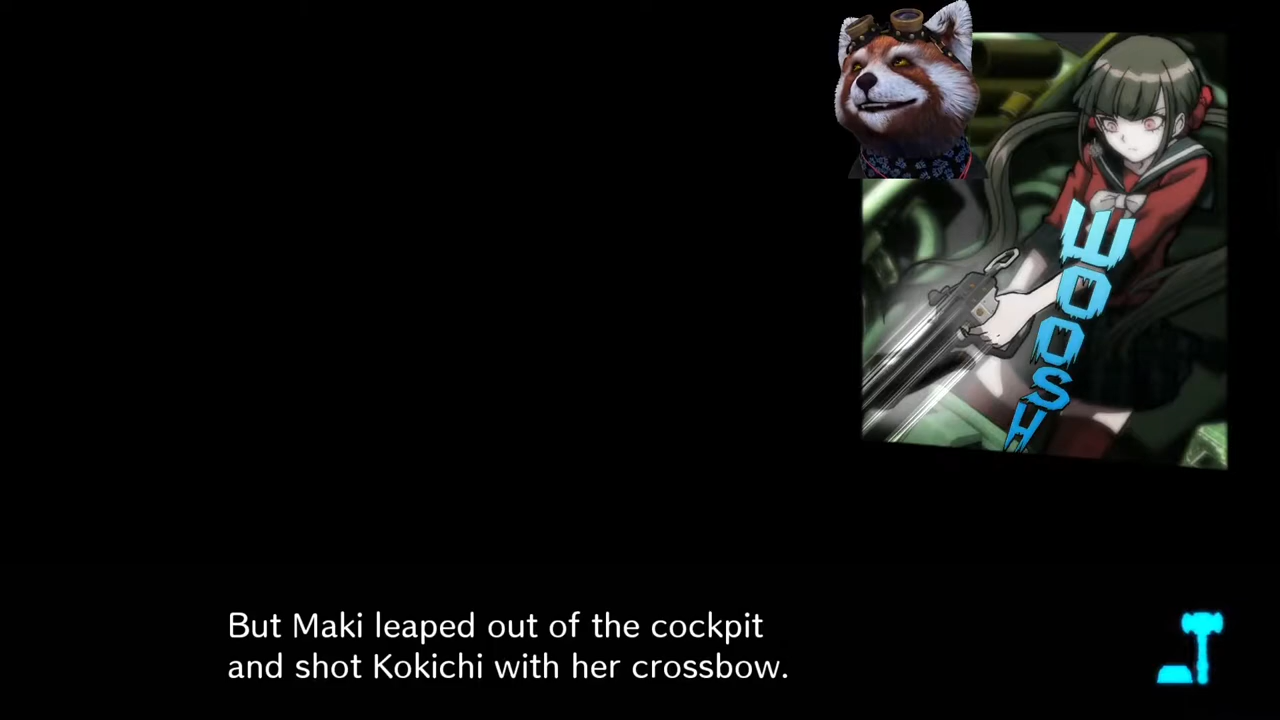 WOOSH
But Maki leaped out of the cockpit
and shot Kokichi with her crossbow.